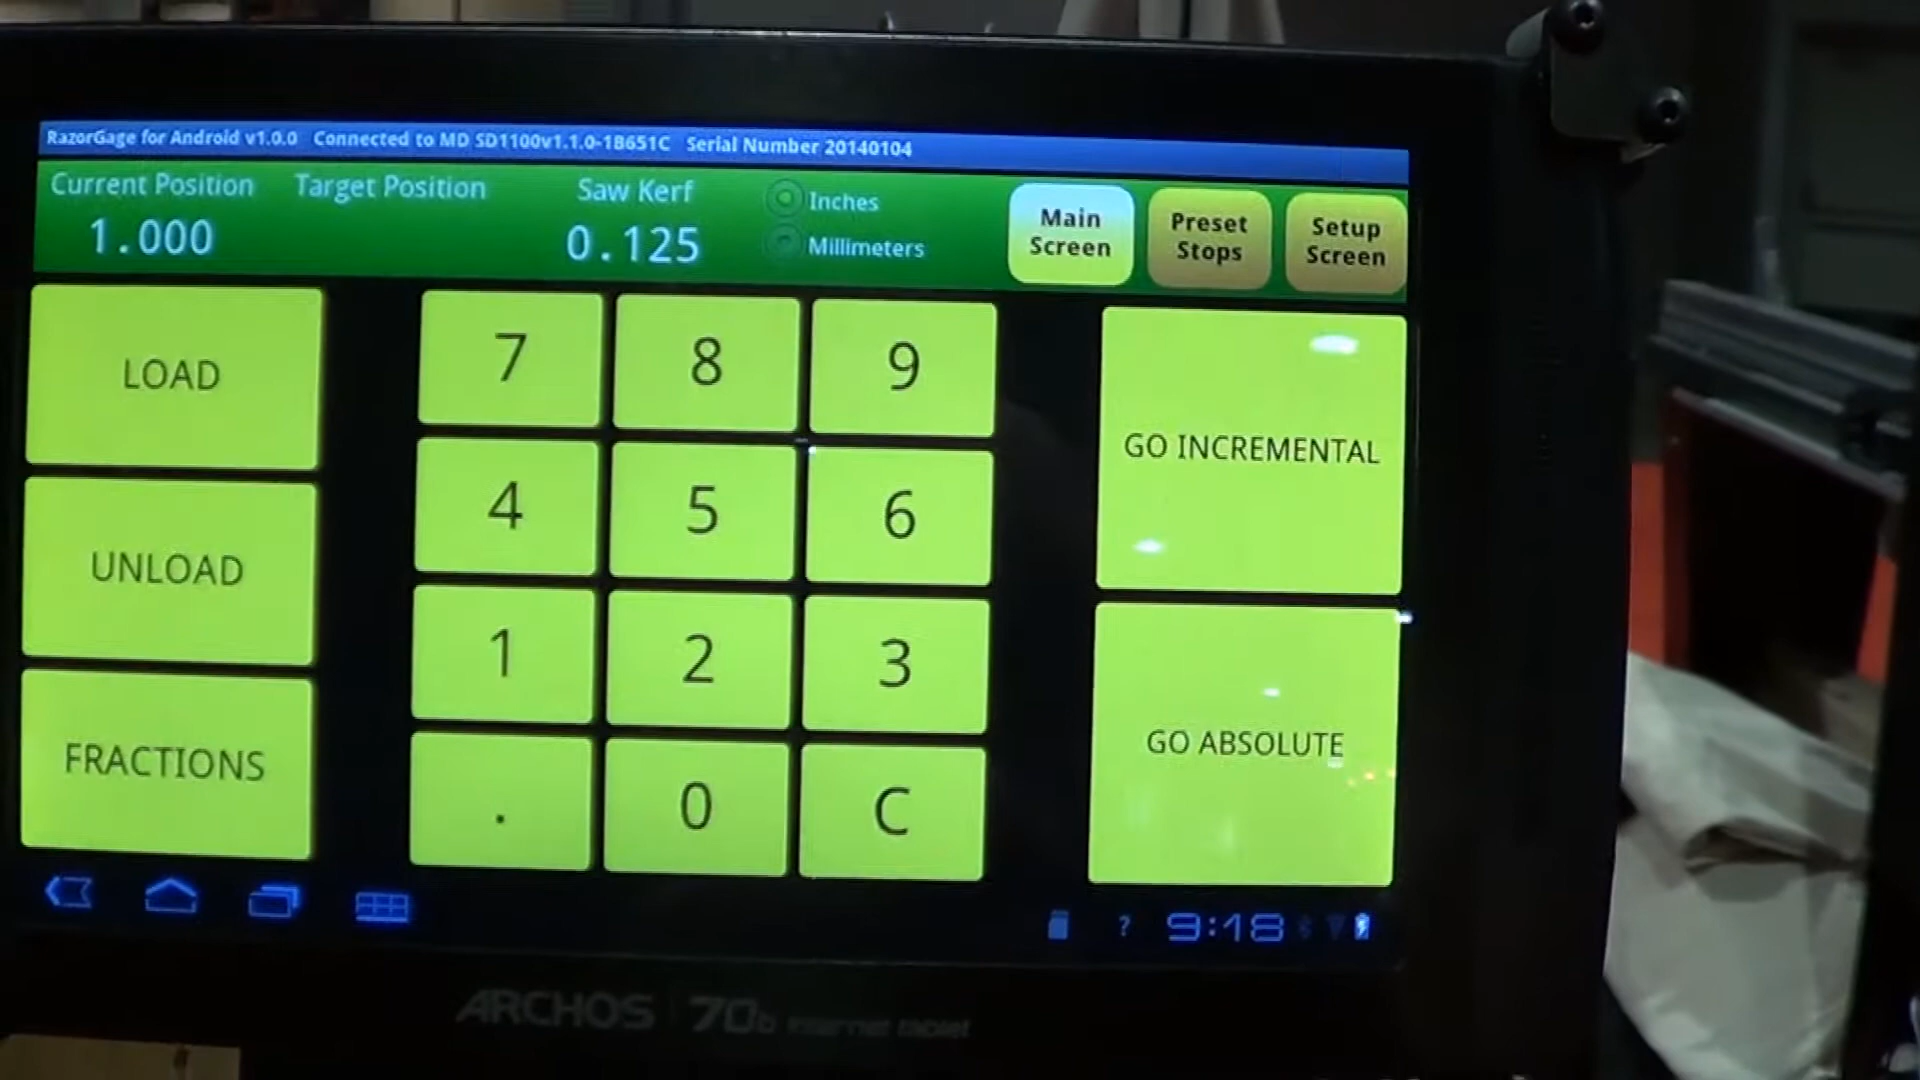 RazorGage for Android v1.0.0 Connected to MD SD1100v1.1.0-1B651C Serial Number 20140104
Current Position Target Position Saw Kerf Inches
1.000 0.125 Millimeters
Main Screen
Preset Stops
Setup Screen
LOAD
UNLOAD
FRACTIONS
7 8 9
4 5 6
1 2 3
. 0 C
GO INCREMENTAL
GO ABSOLUTE
? 9:18
ARCHOS 70b internet tablet